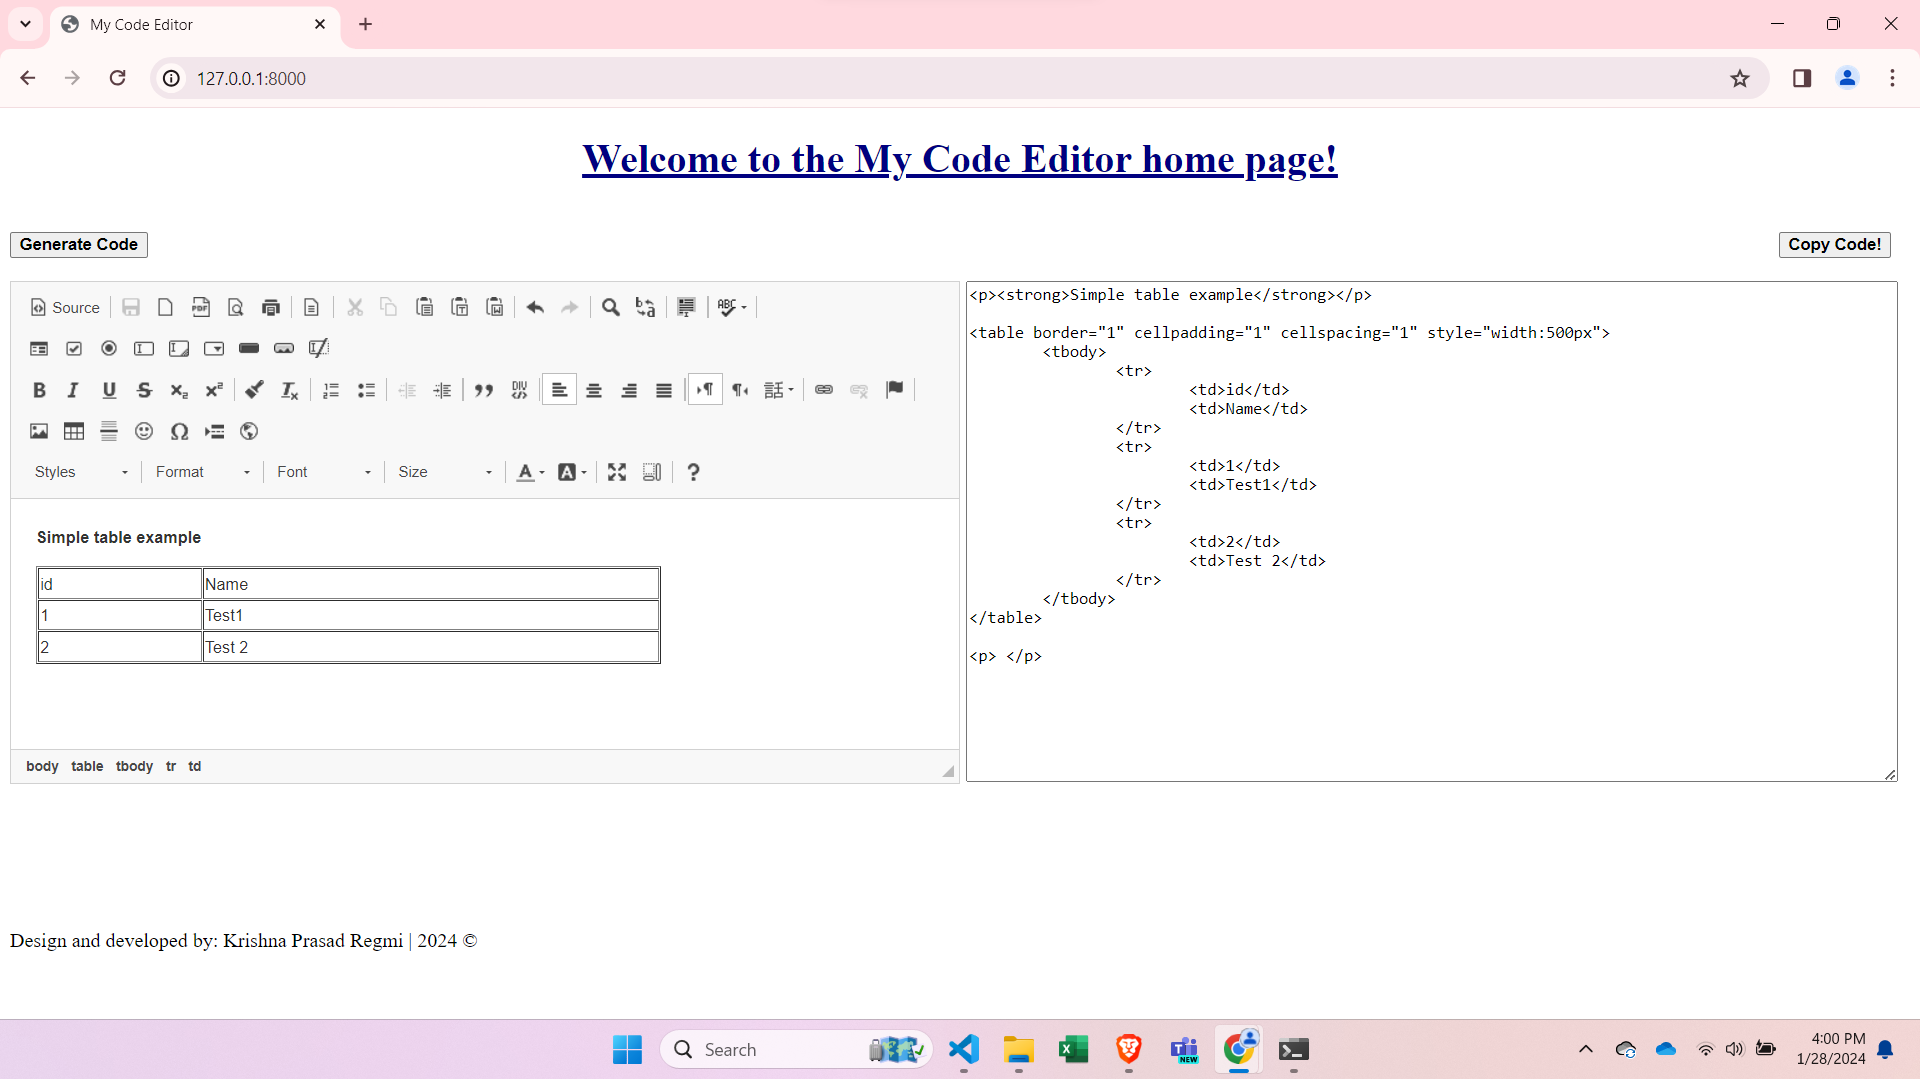 My Code Editor
127.0.0.1:8000
Welcome to the My Code Editor home page!
Generate Code
Copy Code!
Source
Styles
Format
Font
Size
Simple table example
id Name
1 Test1
2 Test 2
body table tbody tr td
<p><strong>Simple table example</strong></p>
<table border="1" cellpadding="1" cellspacing="1" style="width:500px">
<tbody>
<tr>
<td>id</td>
<td>Name</td>
</tr>
<tr>
<td>1</td>
<td>Test1</td>
</tr>
<tr>
<td>2</td>
<td>Test 2</td>
</tr>
</tbody>
</table>
<p> </p>
Design and developed by: Krishna Prasad Regmi | 2024 ©
Search
NEW
4:00 PM
1/28/2024